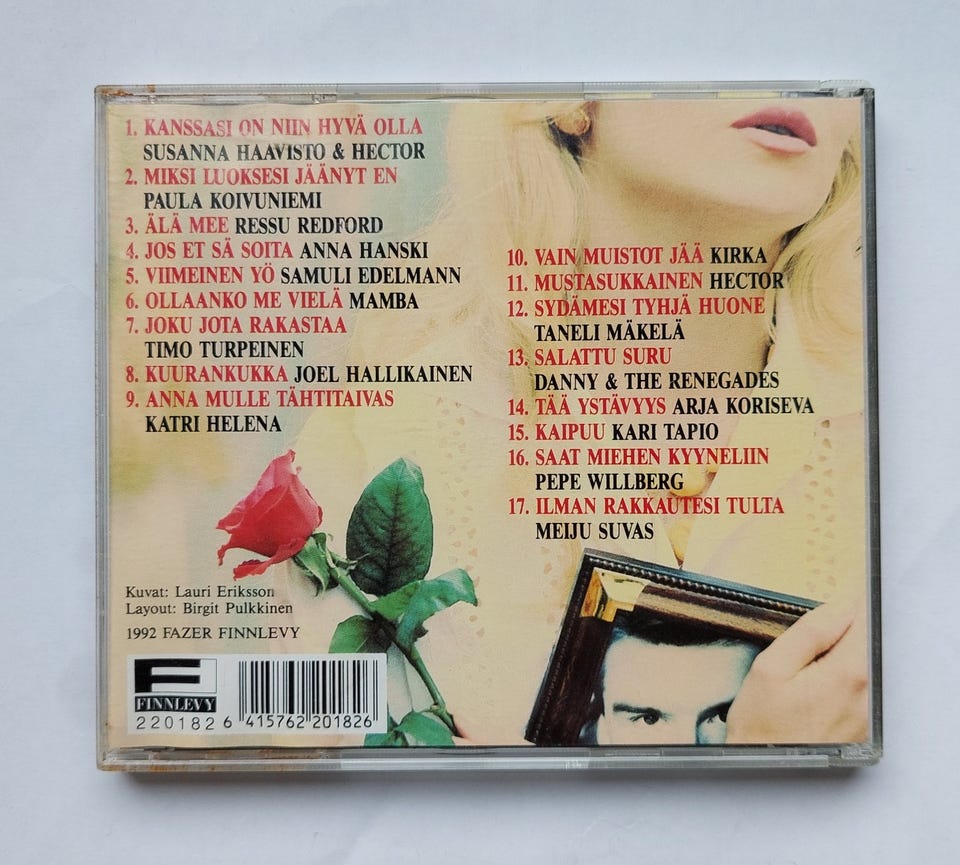 1. KANSSASI ON NIIN HYVÄ OLLA
SUSANNA HAAVISTO & HECTOR
2. MIKSI LUOKSESI JÄÄNYT EN
PAULA KOIVUNIEMI
3. ÄLÄ MEE RESSU REDFORD
4. JOS ET SÄ SOITA ANNA HANSKI
5. VIIMEINEN YÖ SAMULI EDELMANN
6. OLLAANKO ME VIELÄ MAMBA
7. JOKU JOTA RAKASTAA
TIMO TURPEINEN
8. KUURANKUKKA JOEL HALLIKAINEN
9. ANNA MULLE TÄHTITAIVAS
KATRI HELENA
10. VAIN MUISTOT JÄÄ KIRKA
11. MUSTASUKKAINEN HECTOR
12. SYDÄMESI TYHJÄ HUONE
TANELI MÄKELÄ
13. SALATTU SURU
DANNY & THE RENEGADES
14. TÄÄ YSTÄVYYS ARJA KORISEVA
15. KAIPUU KARI TAPIO
16. SAAT MIEHEN KYYNELIIN
PEPE WILLBERG
17. ILMAN RAKKAUTESI TULTA
MEIJU SUVAS
Kuvat: Lauri Eriksson
Layout: Birgit Pulkkinen
1992 FAZER FINNLEVY
F
FINNLEVY
220182
6 415762 201826